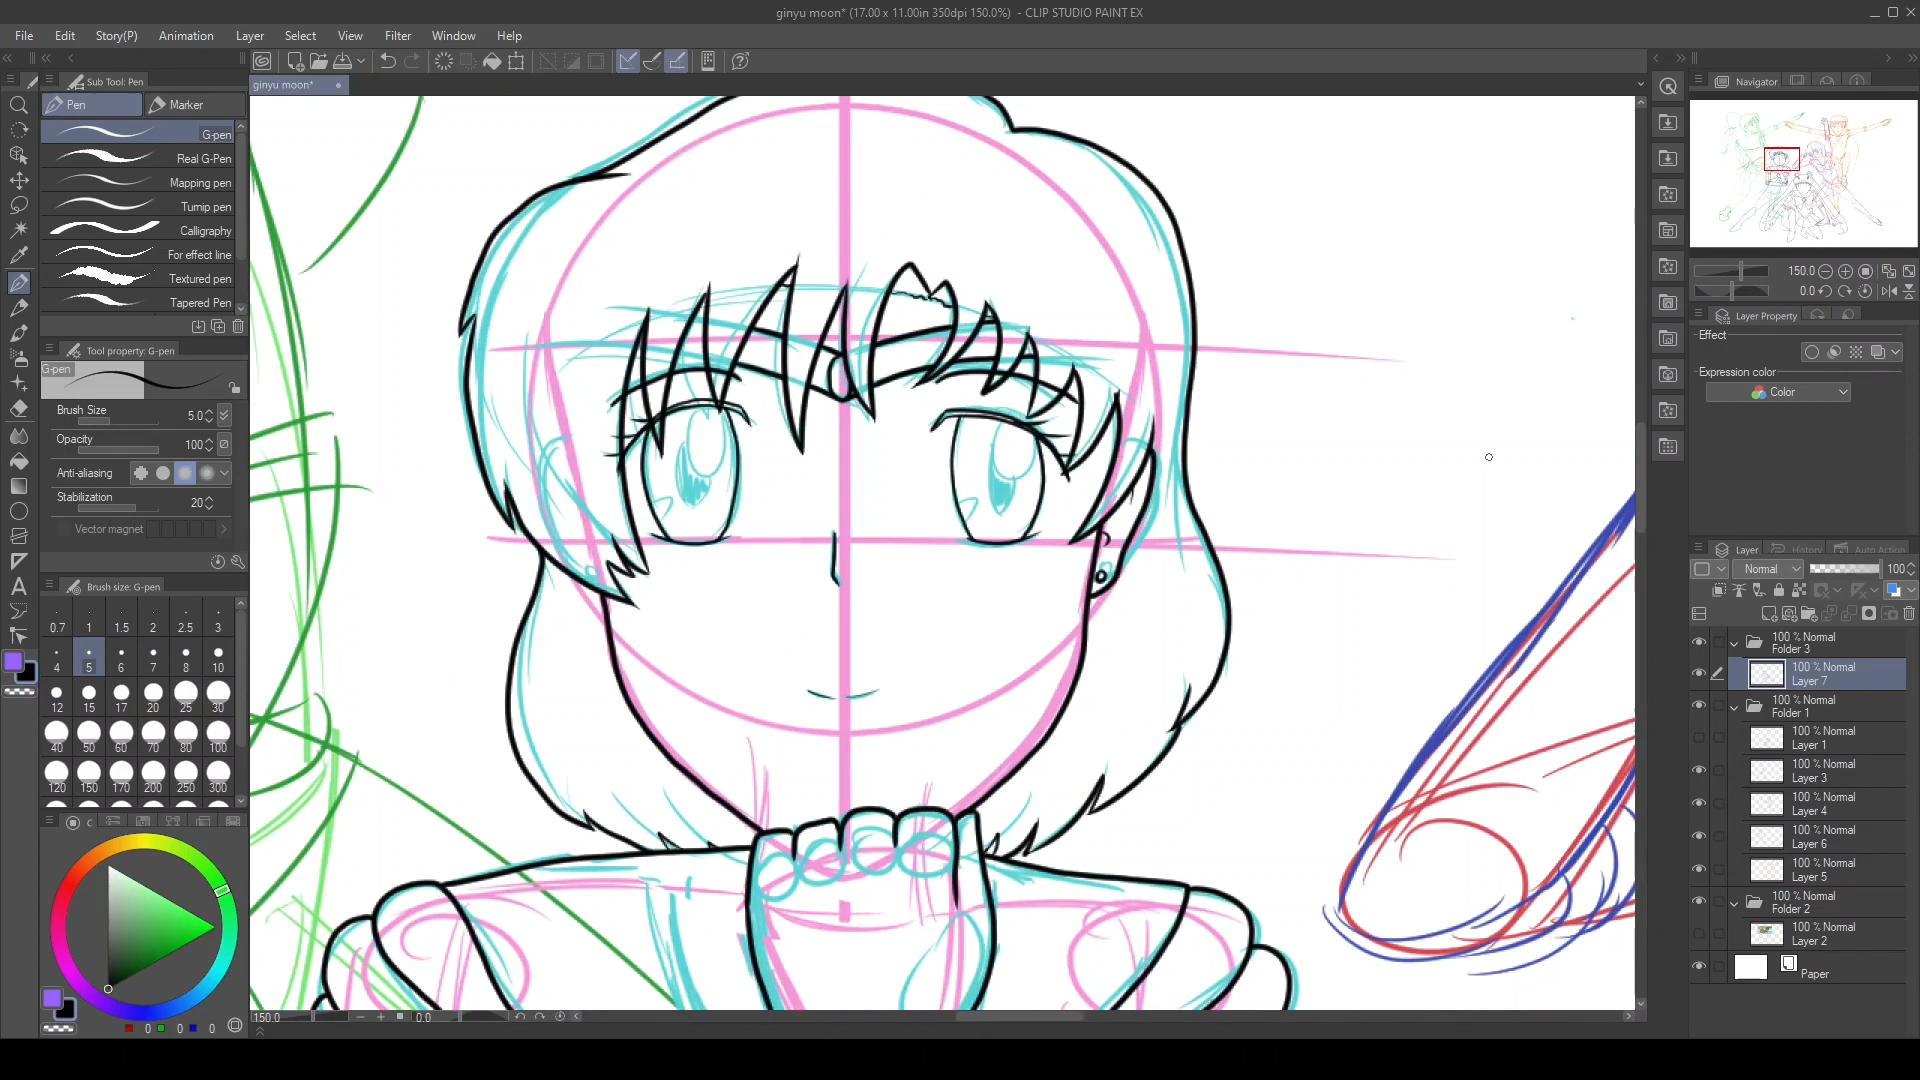 ginyu moon* (17.00 x 11.00in 350dpi 150.0%)  - CLIP STUDIO PAINT EX
File Edit Story(P) Animation Layer Select View Filter Window Help
ginyu moon*
Sub Tool: Pen
Pen Marker
G-pen
Real G-Pen
Mapping pen
Turnip pen
Calligraphy
For effect line
Textured pen
Tapered Pen
Tool property: G-pen
G-pen
Brush Size 5.0
Opacity 100
Anti-aliasing
Stabilization 20
Vector magnet
Brush size: G-pen
0.7 1 1.5 2 2.5 3
4 5 6 7 8 10
12 15 17 20 25 30
40 50 60 70 80 100
120 150 170 200 250 300
0 0 0
150.0 0.0
Navigator
150.0
0.0
Layer Property
Effect
Expression color
Color
Layer History Auto Action
Normal 100
100 % Normal
Folder 3
100 % Normal
Layer 7
100 % Normal
Folder 1
100 % Normal
Layer 1
100 % Normal
Layer 3
100 % Normal
Layer 4
100 % Normal
Layer 6
100 % Normal
Layer 5
100 % Normal
Folder 2
100 % Normal
Layer 2
Paper